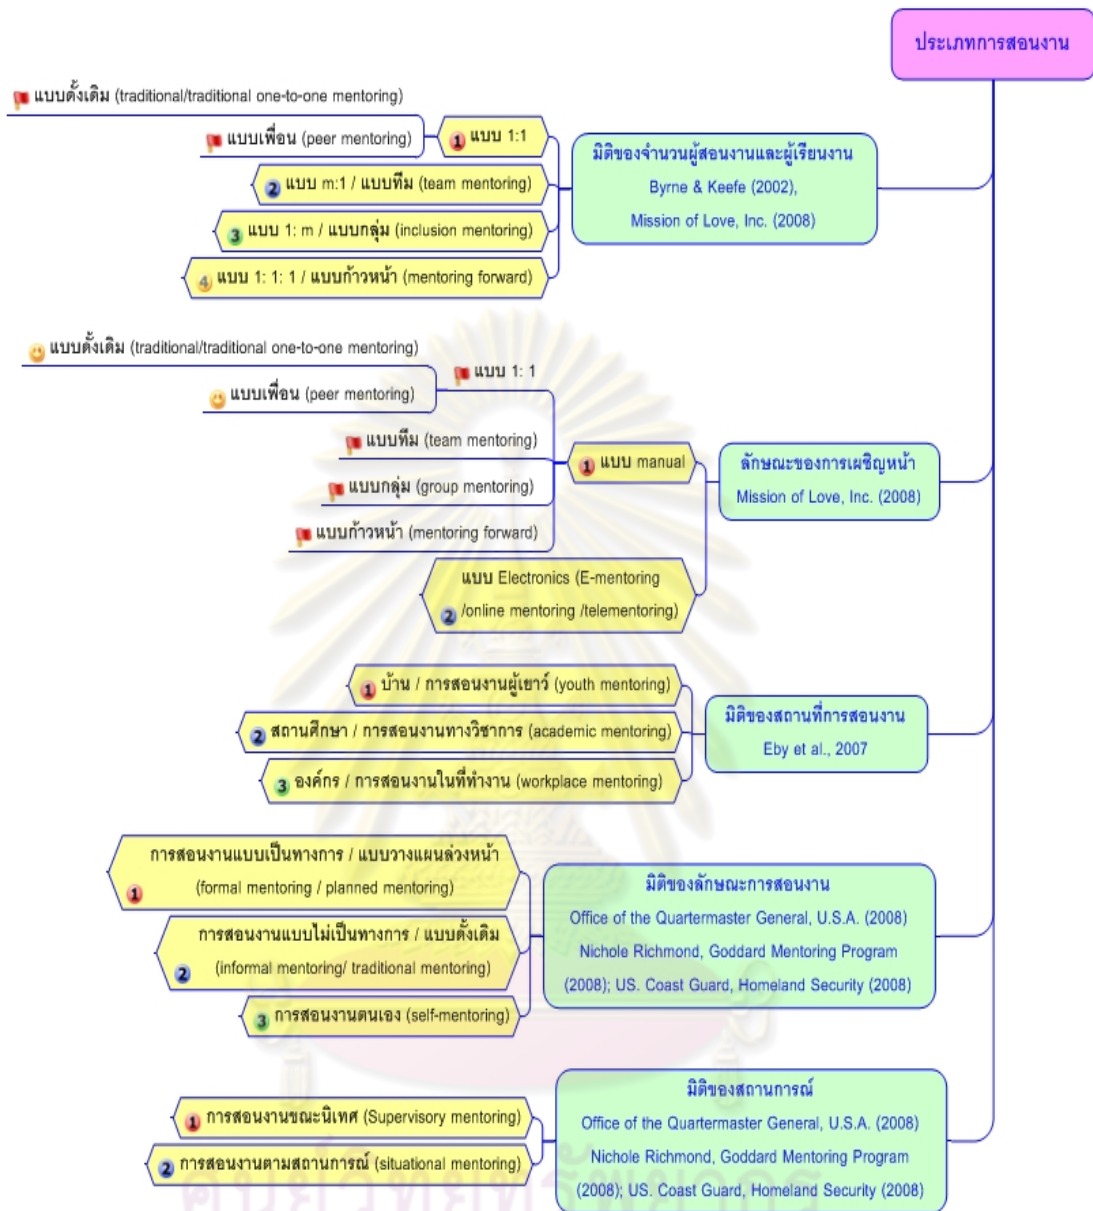 ประเภทการสอนงาน
แบบดั้งเดิม (traditional/traditional one-to-one mentoring)
แบบเพื่อน (peer mentoring)
1 แบบ 1:1
2 แบบ m:1 / แบบทีม (team mentoring)
3 แบบ 1: m / แบบกลุ่ม (inclusion mentoring)
4 แบบ 1: 1: 1 / แบบก้าวหน้า (mentoring forward)
มิติของจำนวนผู้สอนงานและผู้เรียนงาน
Byrne & Keefe (2002),
Mission of Love, Inc. (2008)
แบบดั้งเดิม (traditional/traditional one-to-one mentoring)
แบบเพื่อน (peer mentoring)
แบบ 1: 1
แบบทีม (team mentoring)
แบบกลุ่ม (group mentoring)
แบบก้าวหน้า (mentoring forward)
1 แบบ manual
แบบ Electronics (E-mentoring
2 /online mentoring /telementoring)
ลักษณะของการเผชิญหน้า
Mission of Love, Inc. (2008)
1 บ้าน / การสอนงานผู้เยาว์ (youth mentoring)
2 สถานศึกษา / การสอนงานทางวิชาการ (academic mentoring)
3 องค์กร / การสอนงานในที่ทำงาน (workplace mentoring)
มิติของสถานที่การสอนงาน
Eby et al., 2007
การสอนงานแบบเป็นทางการ / แบบวางแผนล่วงหน้า
1 (formal mentoring / planned mentoring)
การสอนงานแบบไม่เป็นทางการ / แบบดั้งเดิม
2 (informal mentoring/ traditional mentoring)
3 การสอนงานตนเอง (self-mentoring)
มิติของลักษณะการสอนงาน
Office of the Quartermaster General, U.S.A. (2008)
Nichole Richmond, Goddard Mentoring Program
(2008); US. Coast Guard, Homeland Security (2008)
1 การสอนงานขณะนิเทศ (Supervisory mentoring)
2 การสอนงานตามสถานการณ์ (situational mentoring)
มิติของสถานการณ์
Office of the Quartermaster General, U.S.A. (2008)
Nichole Richmond, Goddard Mentoring Program
(2008); US. Coast Guard, Homeland Security (2008)
ศูนย์วิทยทรัพยากร